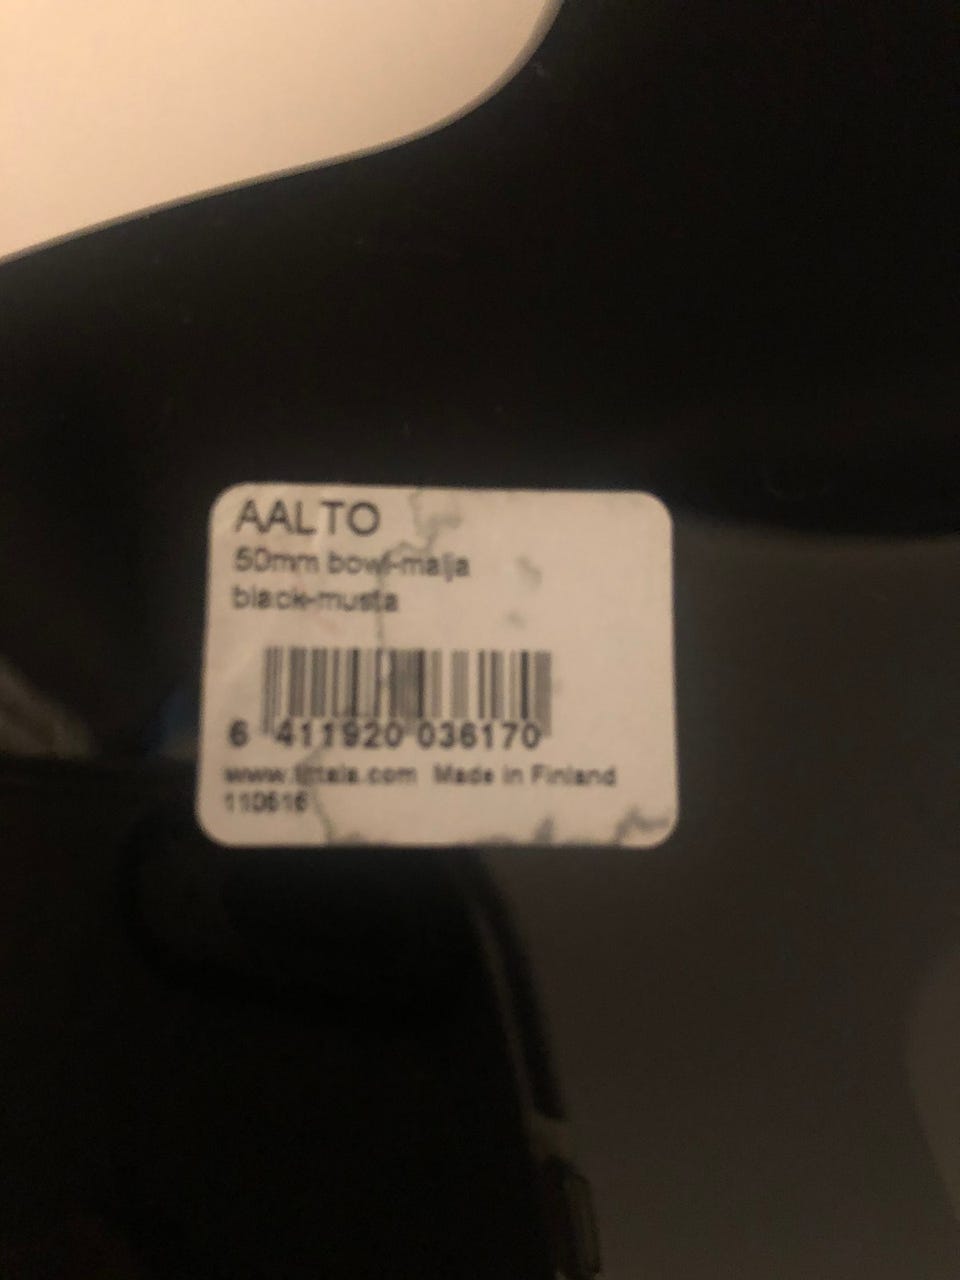 AALTO
50mm bowl-malja
black-musta
6 411920 036170
www.iittala.com Made in Finland
110616